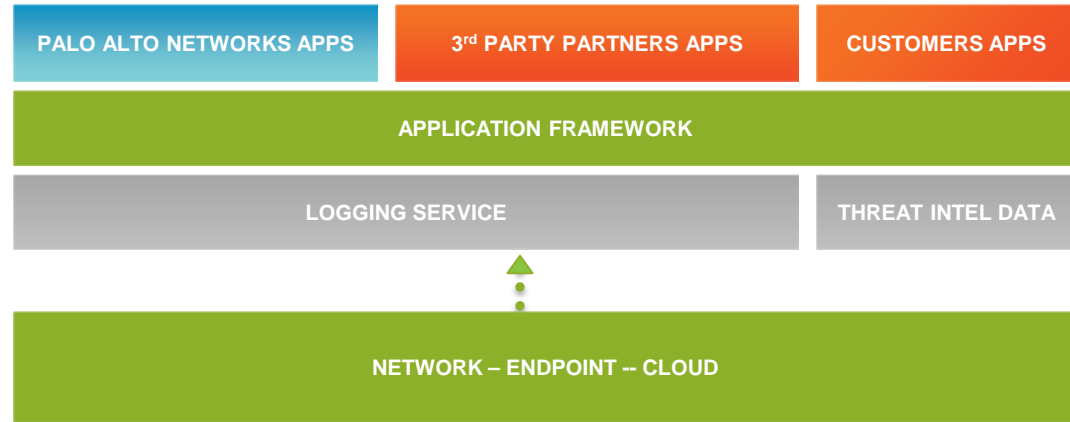 PALO ALTO NETWORKS APPS
3rd PARTY PARTNERS APPS
CUSTOMERS APPS
APPLICATION FRAMEWORK
LOGGING SERVICE
THREAT INTEL DATA
NETWORK – ENDPOINT -- CLOUD